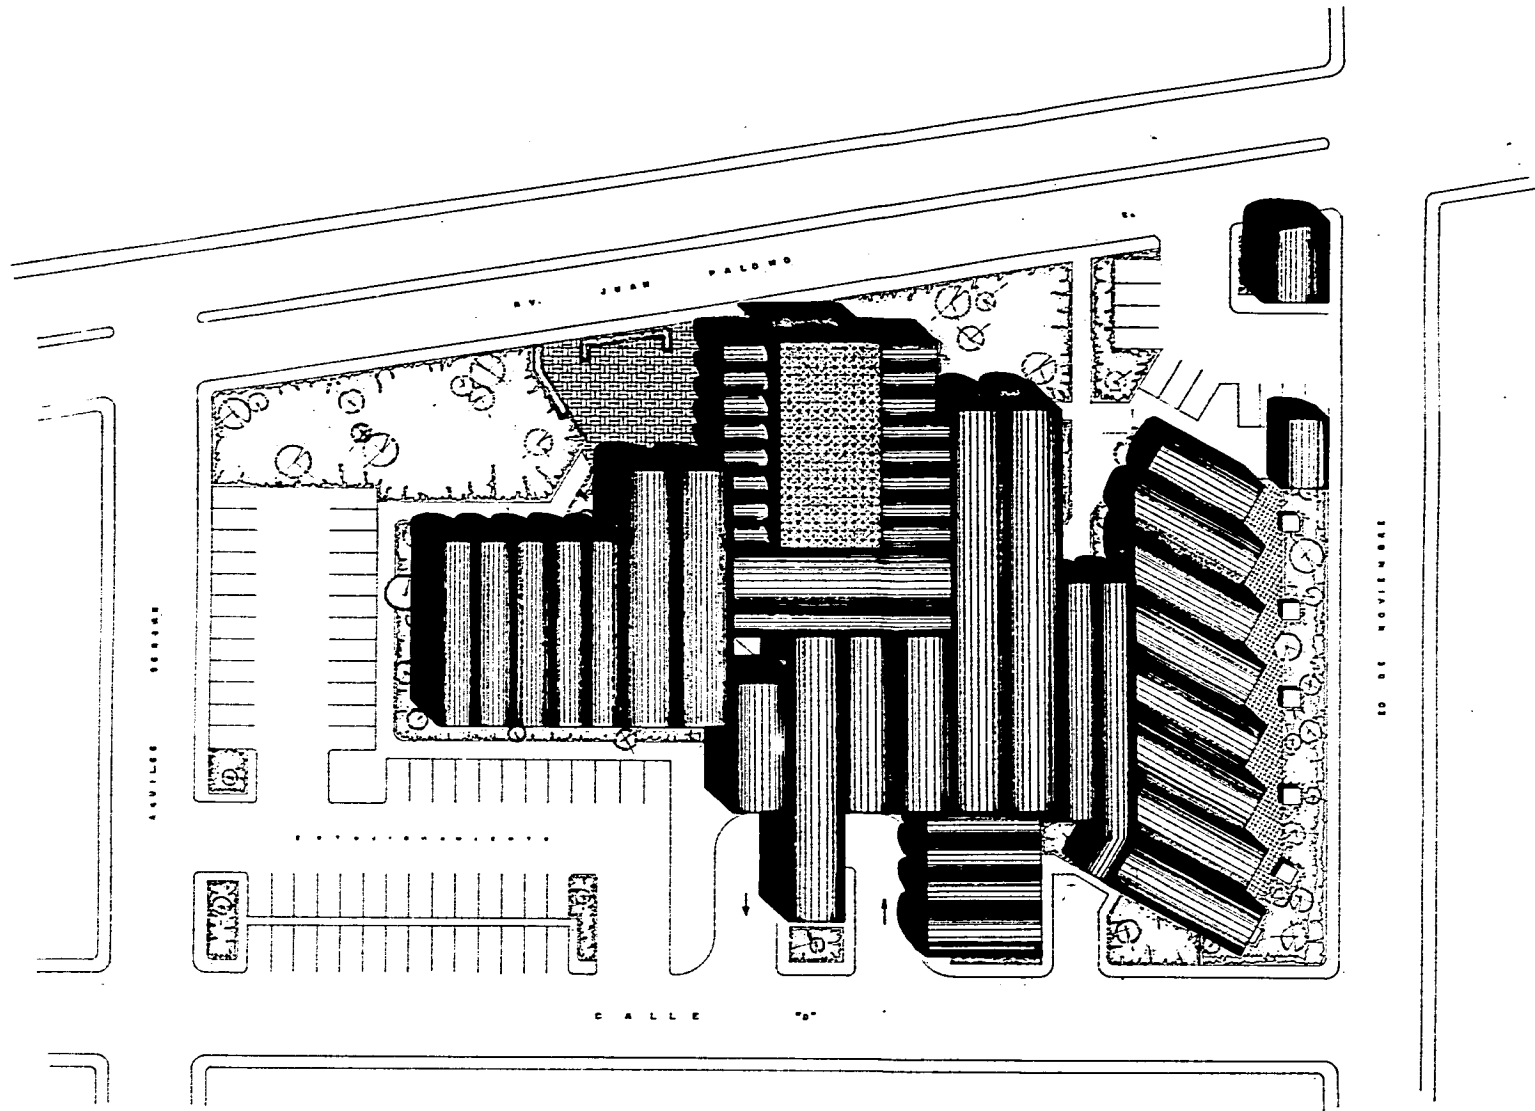 AV. JUAN PALOMO
20 DE NOVIEMBRE
AQUILES SERDAN
ESTACIONAMIENTO
CALLE "D"